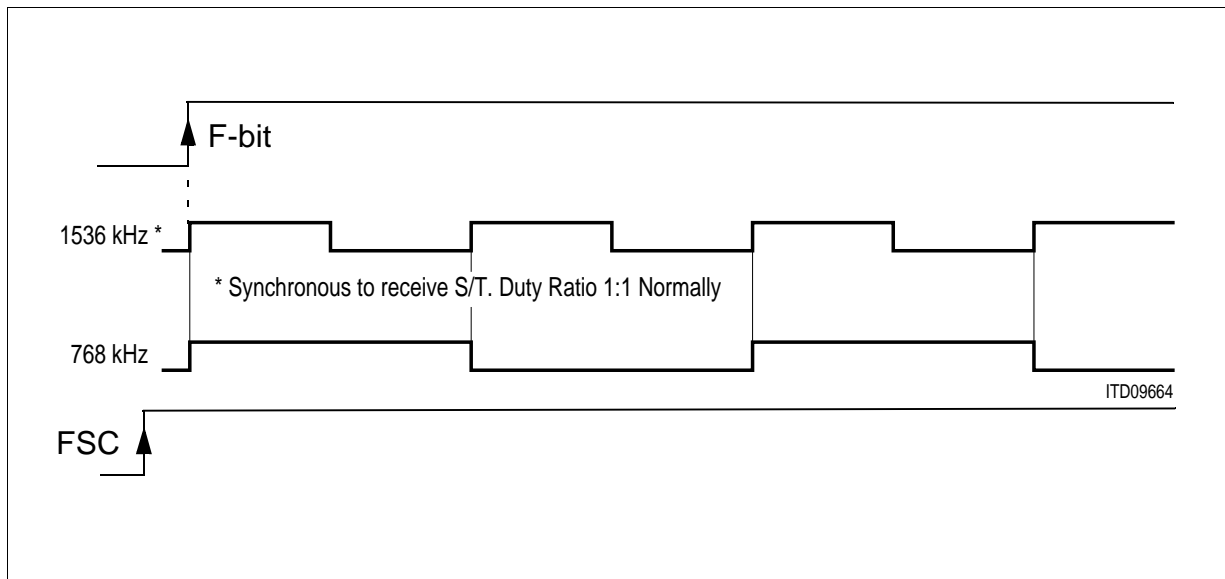 F-bit
1536 kHz *
* Synchronous to receive S/T. Duty Ratio 1:1 Normally
768 kHz
ITD09664
FSC